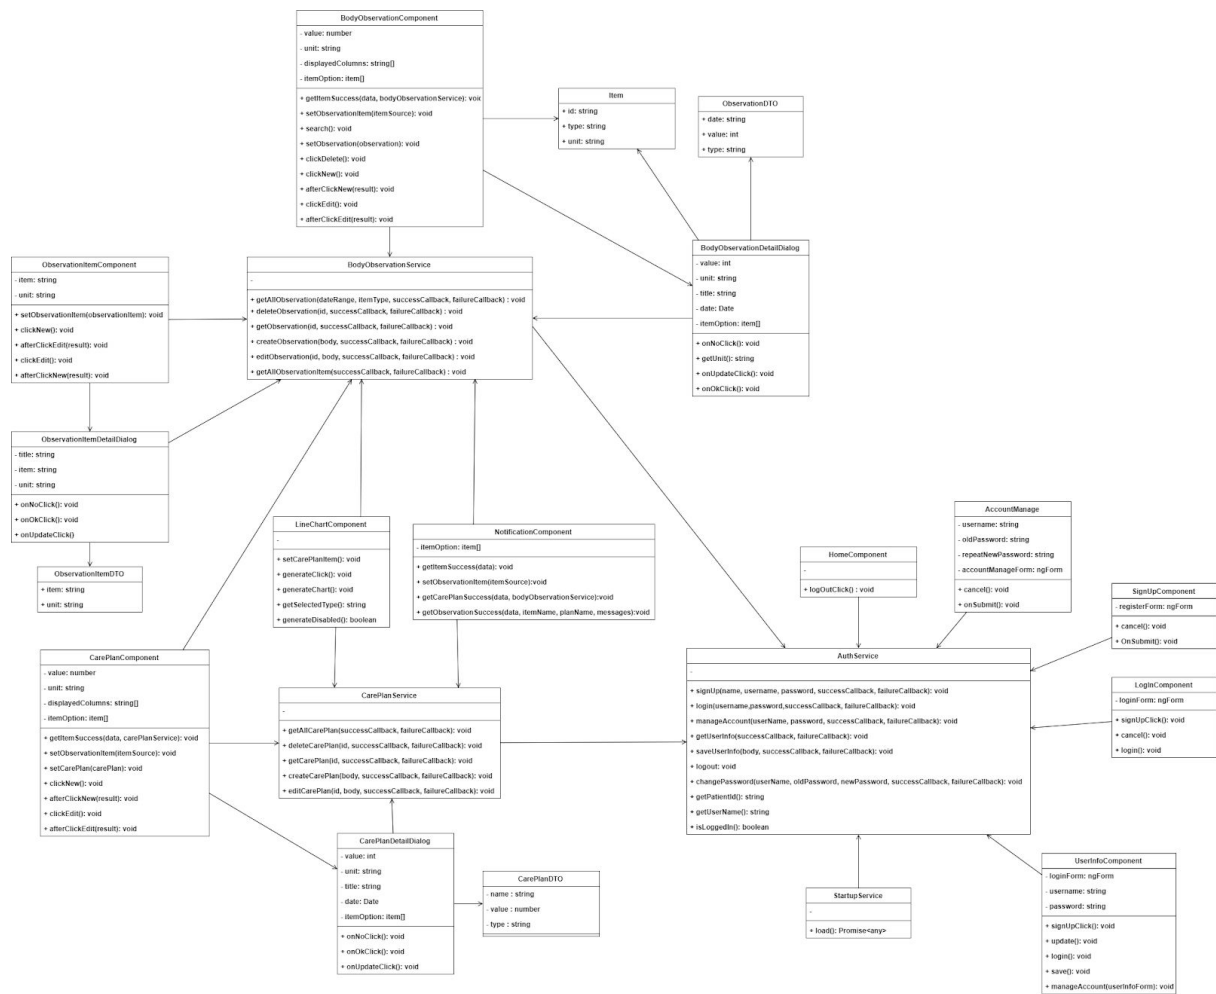 BodyObservationComponent
- value: number
- unit: string
- displayedColumns: string[]
- itemOption: item[]
+ getItemSuccess(data, bodyObservationService): void
+ setObservationItem(itemSource): void
+ search(): void
+ setObservation(observation): void
+ clickDelete(): void
+ clickNew(): void
+ afterClickNew(result): void
+ clickEdit(): void
+ afterClickEdit(result): void
Item
+ id: string
+ type: string
+ unit: string
ObservationDTO
+ date: string
+ value: int
+ type: string
BodyObservationDetailDialog
- value: int
- unit: string
- title: string
- date: Date
- itemOption: item[]
+ onNoClick(): void
+ getUnit(): string
+ onUpdateClick(): void
+ onOkClick(): void
ObservationItemComponent
- item: string
- unit: string
+ setObservationItem(observationItem): void
+ clickNew(): void
+ afterClickEdit(result): void
+ clickEdit(): void
+ afterClickNew(result): void
BodyObservationService
-
+ getAllObservation(dateRange, itemType, successCallback, failureCallback) : void
+ deleteObservation(id, successCallback, failureCallback) : void
+ getObservation(id, successCallback, failureCallback) : void
+ createObservation(body, successCallback, failureCallback) : void
+ editObservation(id, body, successCallback, failureCallback) : void
+ getAllObservationItem(successCallback, failureCallback) : void
ObservationItemDetailDialog
- title: string
- item: string
- unit: string
+ onNoClick(): void
+ onOkClick(): void
+ onUpdateClick()
ObservationItemDTO
+ item: string
+ unit: string
LineChartComponent
-
+ setCarePlanItem(): void
+ generateClick(): void
+ generateChart(): void
+ getSelectedType(): string
+ generateDisabled(): boolean
NotificationComponent
- itemOption: item[]
+ getItemSuccess(data): void
+ setObservationItem(itemSource):void
+ getCarePlanSuccess(data, bodyObservationService):void
+ getObservationSuccess(data, itemName, planName, messages):void
HomeComponent
-
+ logOutClick() : void
AccountManage
- username: string
- oldPassword: string
- repeatNewPassword: string
- accountManageForm: ngForm
+ cancel(): void
+ onSubmit(): void
SignUpComponent
- registerForm: ngForm
+ cancel(): void
+ OnSubmit(): void
CarePlanComponent
- value: number
- unit: string
- displayedColumns: string[]
- itemOption: item[]
+ getItemSuccess(data, carePlanService): void
+ setObservationItem(itemSource): void
+ setCarePlan(carePlan): void
+ clickNew(): void
+ afterClickNew(result): void
+ clickEdit(): void
+ afterClickEdit(result): void
CarePlanService
-
+ getAllCarePlan(successCallback, failureCallback): void
+ deleteCarePlan(id, successCallback, failureCallback): void
+ getCarePlan(id, successCallback, failureCallback): void
+ createCarePlan(body, successCallback, failureCallback): void
+ editCarePlan(id, body, successCallback, failureCallback): void
AuthService
-
+ signUp(name, username, password, successCallback, failureCallback): void
+ login(username,password,successCallback, failureCallback): void
+ manageAccount(userName, password, successCallback, failureCallback): void
+ getUserInfo(successCallback, failureCallback): void
+ saveUserInfo(body, successCallback, failureCallback): void
+ logout: void
+ changePassword(userName, oldPassword, newPassword, successCallback, failureCallback): void
+ getPatientId(): string
+ getUserName(): string
+ isLoggedIn(): boolean
LogInComponent
- loginForm: ngForm
+ signUpClick(): void
+ cancel(): void
+ login(): void
CarePlanDetailDialog
- value: int
- unit: string
- title: string
- date: Date
- itemOption: item[]
+ onNoClick(): void
+ onOkClick(): void
+ onUpdateClick(): void
CarePlanDTO
- name : string
- value : number
- type : string
StartupService
-
+ load(): Promise<any>
UserInfoComponent
- loginForm: ngForm
- username: string
- password: string
+ signUpClick(): void
+ update(): void
+ login(): void
+ save(): void
+ manageAccount(userInfoForm): void